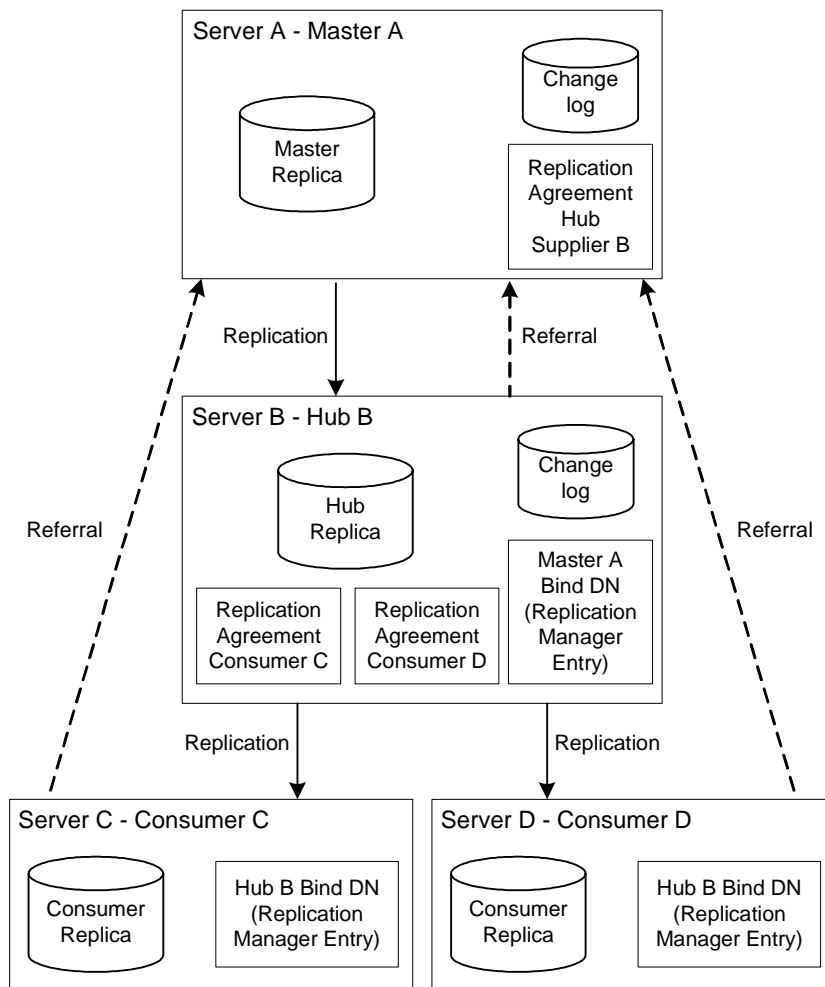 Server A - Master A
Change
log
Master
Replica
Replication
Agreement
Hub
Supplier B
Replication
Referral
Server B - Hub B
Change
log
Hub
Replica
Referral
Referral
Master A
Bind DN
(Replication
Manager
Entry)
Replication
Agreement
Consumer C
Replication
Agreement
Consumer D
Replication
Replication
Server C - Consumer C
Consumer
Replica
Hub B Bind DN
(Replication
Manager Entry)
Server D - Consumer D
Consumer
Replica
Hub B Bind DN
(Replication
Manager Entry)